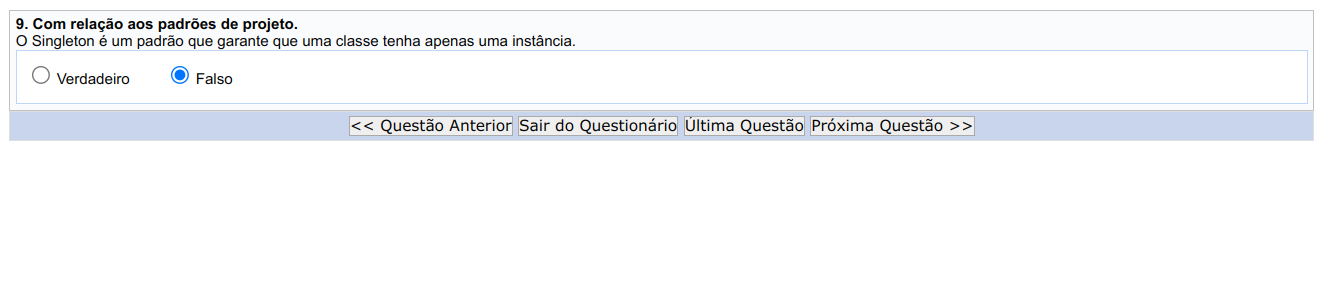 9. Com relação aos padrões de projeto.
O Singleton é um padrão que garante que uma classe tenha apenas uma instância.
Verdadeiro Falso
<< Questão Anterior Sair do Questionário Última Questão Próxima Questão >>